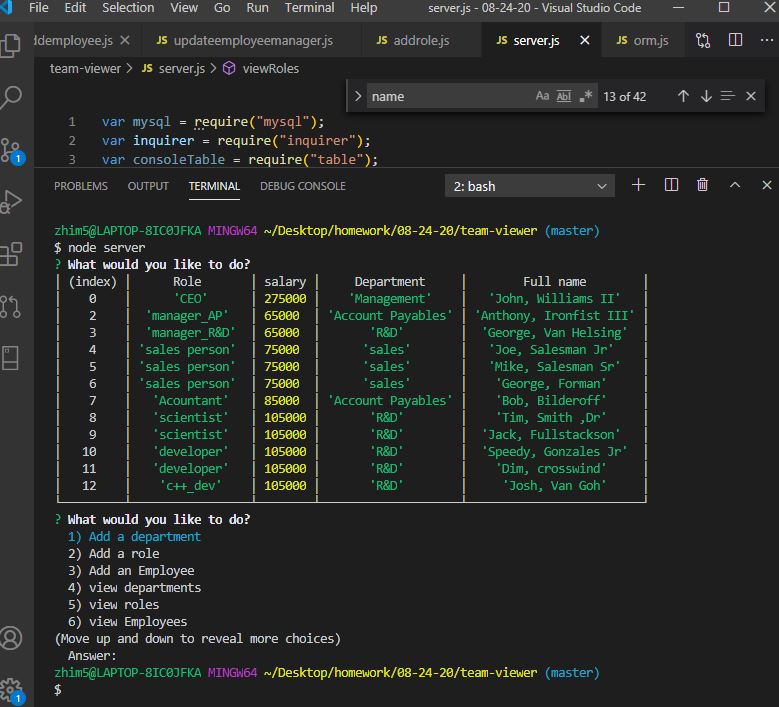 File Edit Selection View Go Run Terminal Help server.js - 08-24-20 - Visual Studio Code
ddemployee.js JS updateemployeemanager.js JS addrole.js JS server.js JS orm.js
team-viewer > JS server.js > viewRoles
name Aa Abl .* 13 of 42
1 var mysql = require("mysql");
2 var inquirer = require("inquirer");
3 var consoleTable = require("table");
PROBLEMS OUTPUT TERMINAL DEBUG CONSOLE 2: bash
zhim5@LAPTOP-8IC0JFKA MINGW64 ~/Desktop/homework/08-24-20/team-viewer (master)
$ node server
? What would you like to do?
(index) Role salary Department Full name
0 'CEO' 275000 'Management' 'John, Williams II'
2 'manager_AP' 65000 'Account Payables' 'Anthony, Ironfist III'
3 'manager_R&D' 65000 'R&D' 'George, Van Helsing'
4 'sales person' 75000 'sales' 'Joe, Salesman Jr'
5 'sales person' 75000 'sales' 'Mike, Salesman Sr'
6 'sales person' 75000 'sales' 'George, Forman'
7 'Acountant' 85000 'Account Payables' 'Bob, Bilderoff'
8 'scientist' 105000 'R&D' 'Tim, Smith ,Dr'
9 'scientist' 105000 'R&D' 'Jack, Fullstackson'
10 'developer' 105000 'R&D' 'Speedy, Gonzales Jr'
11 'developer' 105000 'R&D' 'Dim, crosswind'
12 'c++_dev' 105000 'R&D' 'Josh, Van Goh'
? What would you like to do?
1) Add a department
2) Add a role
3) Add an Employee
4) view departments
5) view roles
6) view Employees
(Move up and down to reveal more choices)
Answer:
zhim5@LAPTOP-8IC0JFKA MINGW64 ~/Desktop/homework/08-24-20/team-viewer (master)
$
1
1